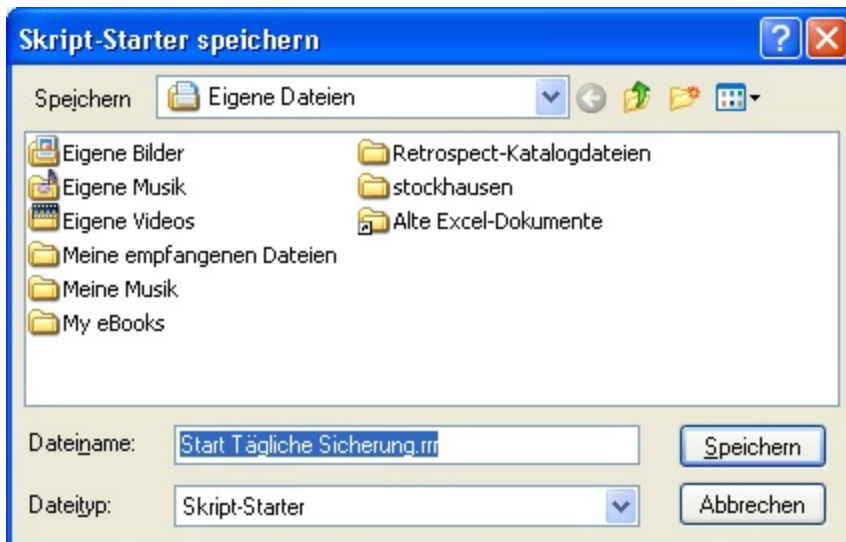 Skript-Starter speichern
Speichern
Eigene Dateien
Eigene Bilder
Eigene Musik
Eigene Videos
Meine empfangenen Dateien
Meine Musik
My eBooks
Retrospect-Katalogdateien
stockhausen
Alte Excel-Dokumente
Dateiname:
Start Tägliche Sicherung.rrr
Speichern
Dateityp:
Skript-Starter
Abbrechen